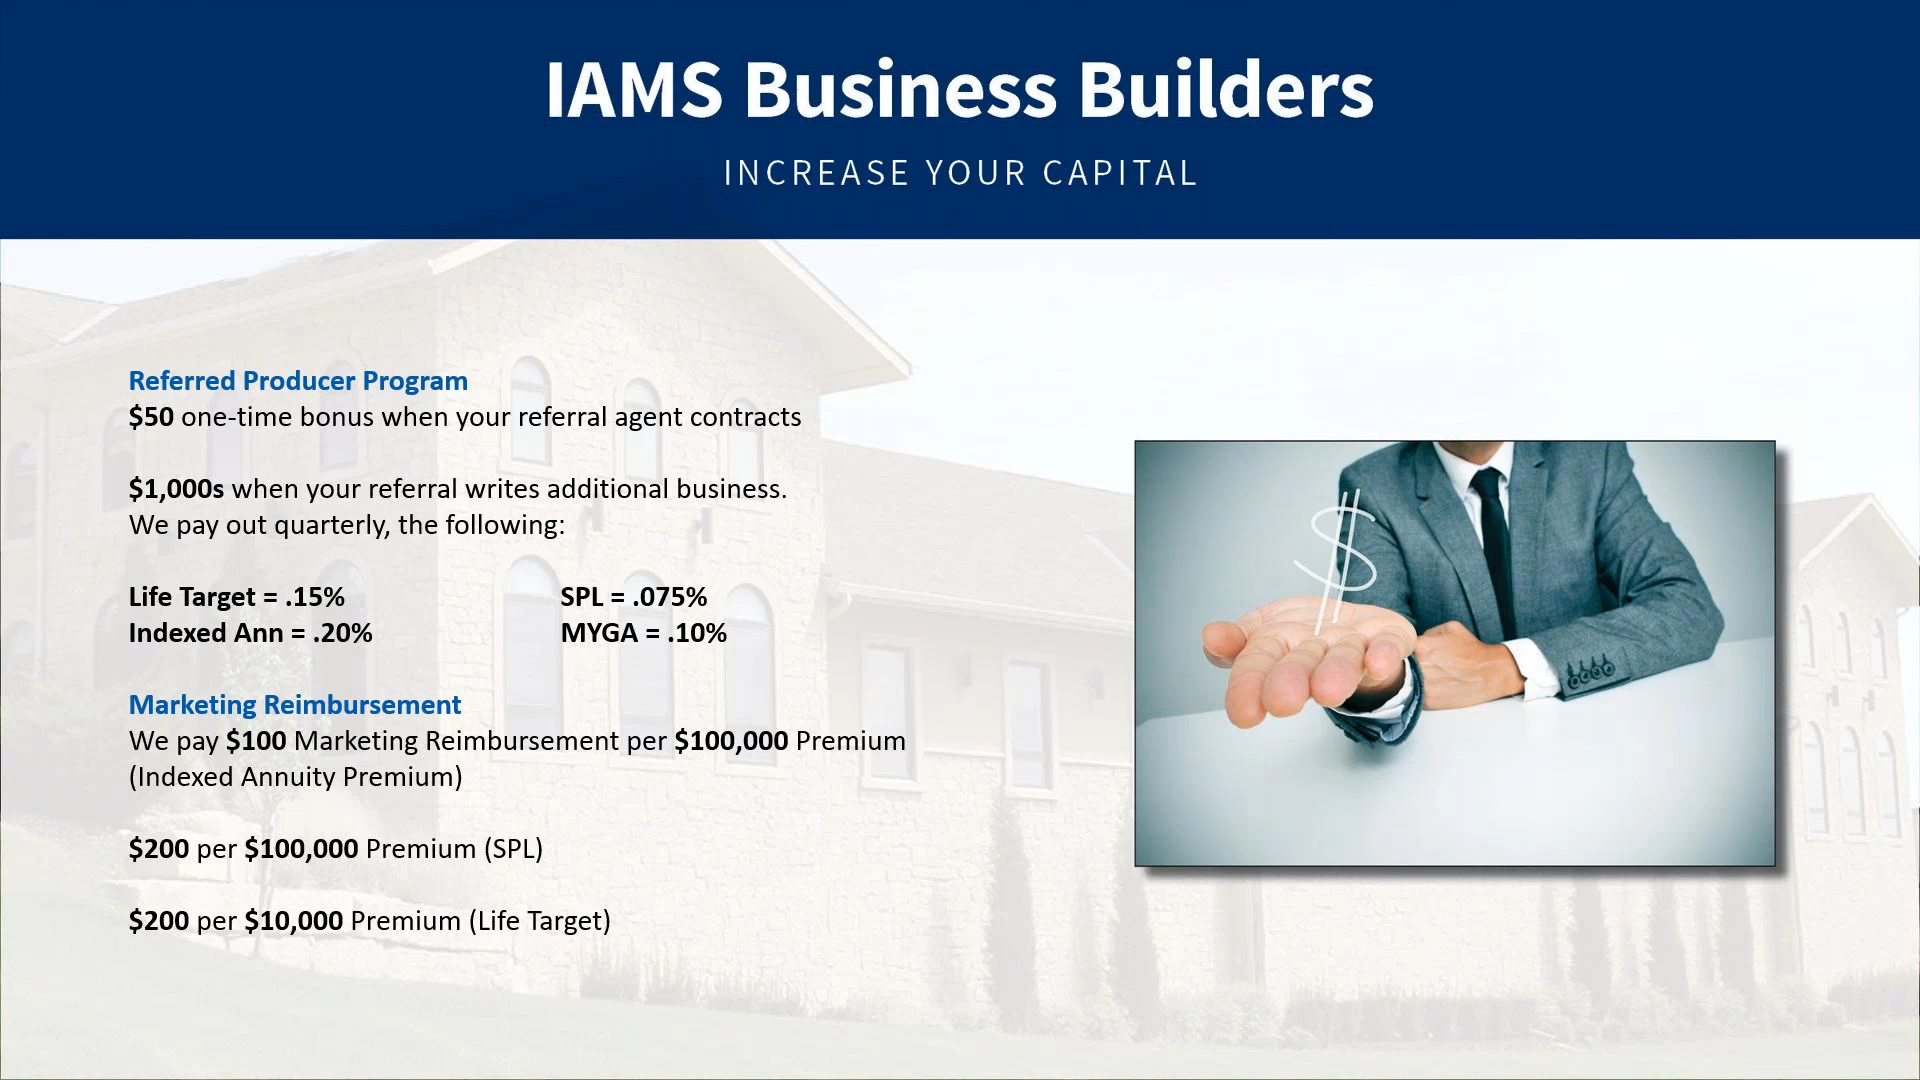 IAMS Business Builders
INCREASE YOUR CAPITAL
Referred Producer Program
$50 one-time bonus when your referral agent contracts
$1,000s when your referral writes additional business.
We pay out quarterly, the following:
Life Target = .15% SPL = .075%
Indexed Ann = .20% MYGA = .10%
Marketing Reimbursement
We pay $100 Marketing Reimbursement per $100,000 Premium
(Indexed Annuity Premium)
$200 per $100,000 Premium (SPL)
$200 per $10,000 Premium (Life Target)
$